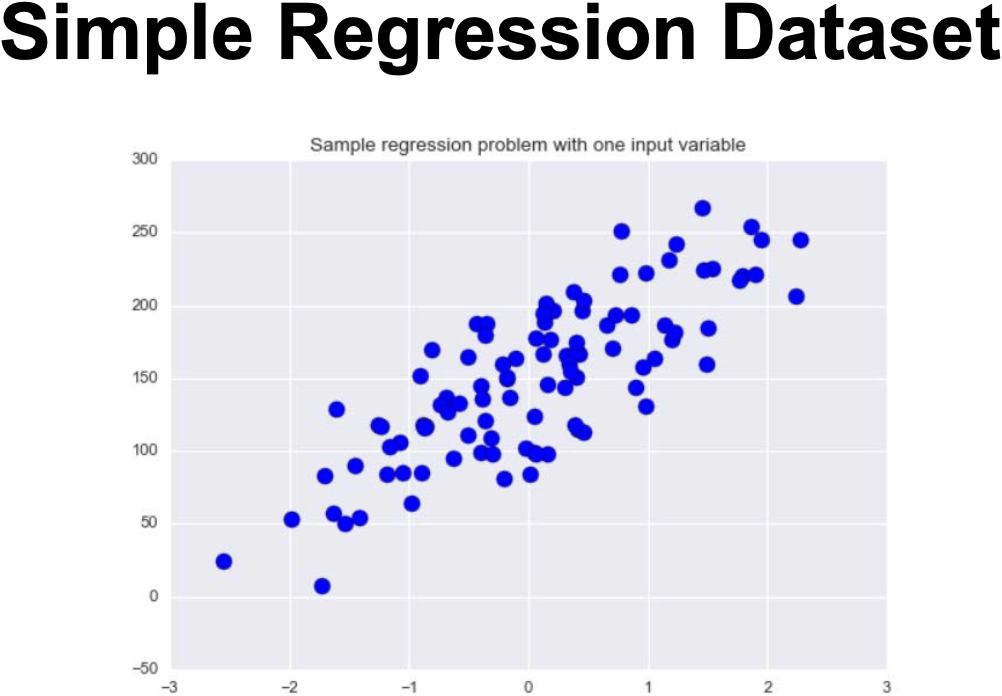 Simple Regression Dataset
Sample regression problem with one input variable
300
250
200
150
100
50
0
−50
−3 −2 −1 0 1 2 3